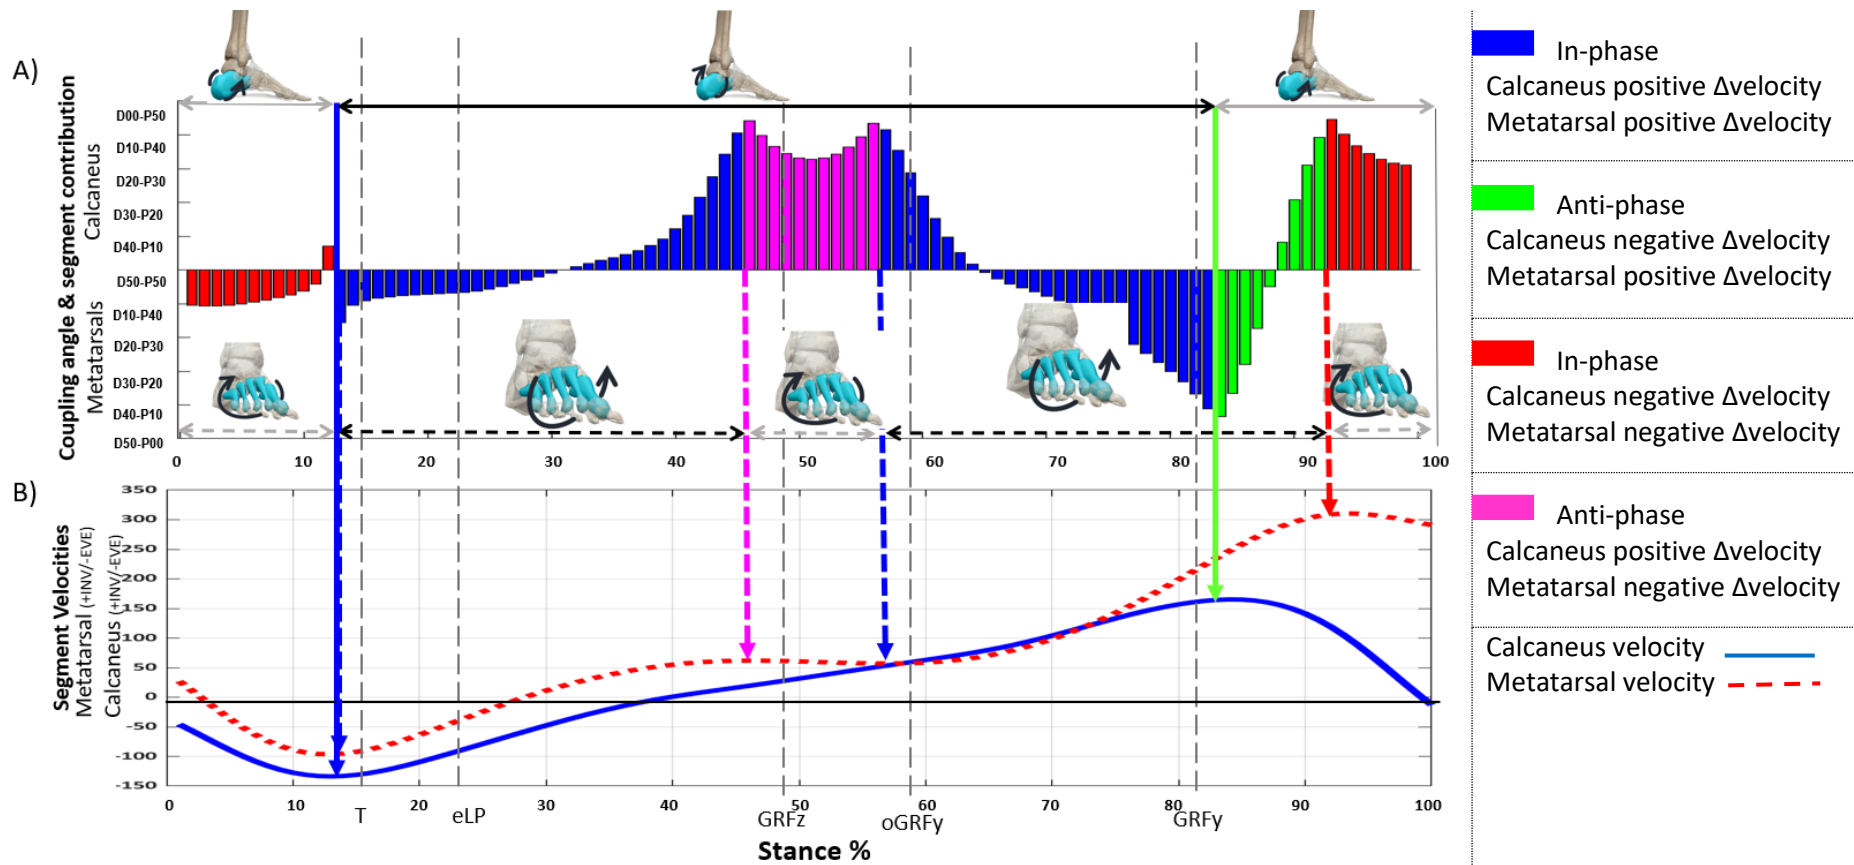 A)
Coupling angle & segment contribution
Calcaneus
Metatarsals
D00-P50
D10-P40
D20-P30
D30-P20
D40-P10
D50-P50
D10-P40
D20-P30
D30-P20
D40-P10
D50-P00
0 10 20 30 40 50 60 70 80 90 100
B)
Segment Velocities
Metatarsal (+INV/-EVE)
Calcaneus (+INV/-EVE)
350
300
250
200
150
100
50
0
-50
-100
-150
0 10 20 30 40 50 60 70 80 90 100
T eLP GRFz oGRFy GRFy
Stance %
In-phase
Calcaneus positive Δvelocity
Metatarsal positive Δvelocity
Anti-phase
Calcaneus negative Δvelocity
Metatarsal positive Δvelocity
In-phase
Calcaneus negative Δvelocity
Metatarsal negative Δvelocity
Anti-phase
Calcaneus positive Δvelocity
Metatarsal negative Δvelocity
Calcaneus velocity
Metatarsal velocity